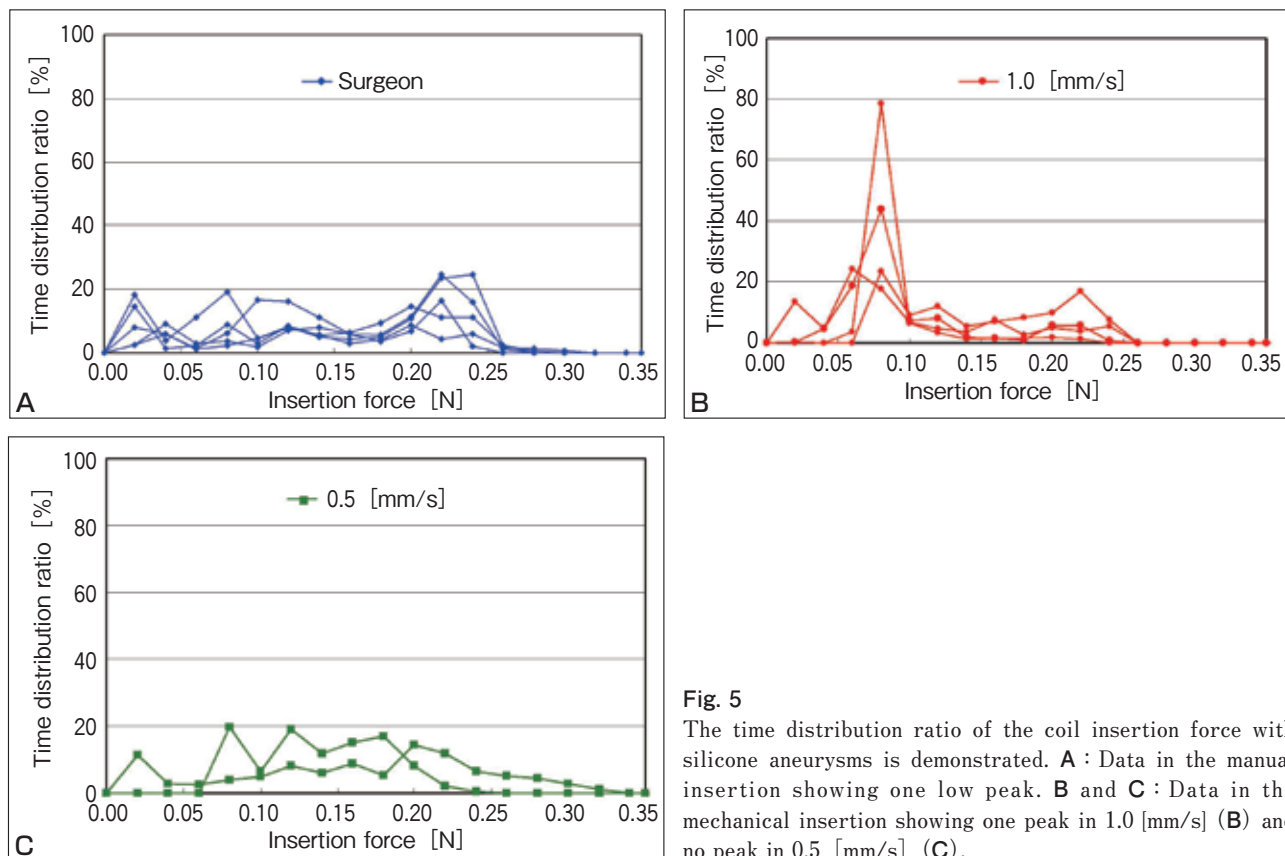 100
80
60
40
20
0
Time distribution ratio [%]
Surgeon
0.00 0.05 0.10 0.15 0.20 0.25 0.30 0.35
Insertion force [N]
A
100
80
60
40
20
0
Time distribution ratio [%]
1.0 [mm/s]
0.00 0.05 0.10 0.15 0.20 0.25 0.30 0.35
Insertion force [N]
B
100
80
60
40
20
0
Time distribution ratio [%]
0.5 [mm/s]
0.00 0.05 0.10 0.15 0.20 0.25 0.30 0.35
Insertion force [N]
C
Fig. 5
The time distribution ratio of the coil insertion force with
silicone aneurysms is demonstrated. A : Data in the manua
insertion showing one low peak. B and C : Data in th
mechanical insertion showing one peak in 1.0 [mm/s] (B) an
no peak in 0.5 [mm/s] (C).